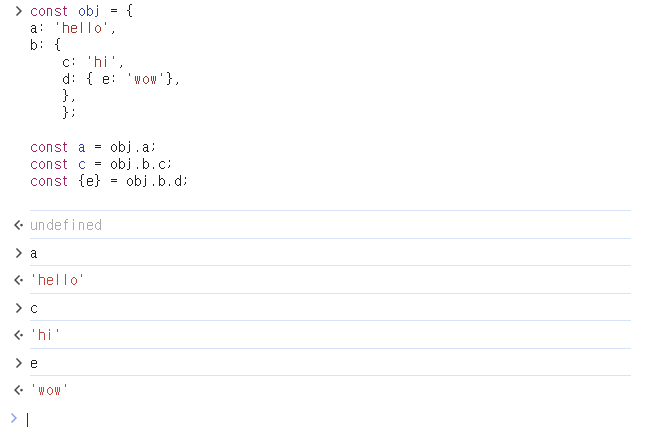 const obj = {
a: 'hello',
b: {
    c: 'hi',
    d: { e: 'wow'},
    },
    };

const a = obj.a;
const c = obj.b.c;
const {e} = obj.b.d;
undefined
a
'hello'
c
'hi'
e
'wow'